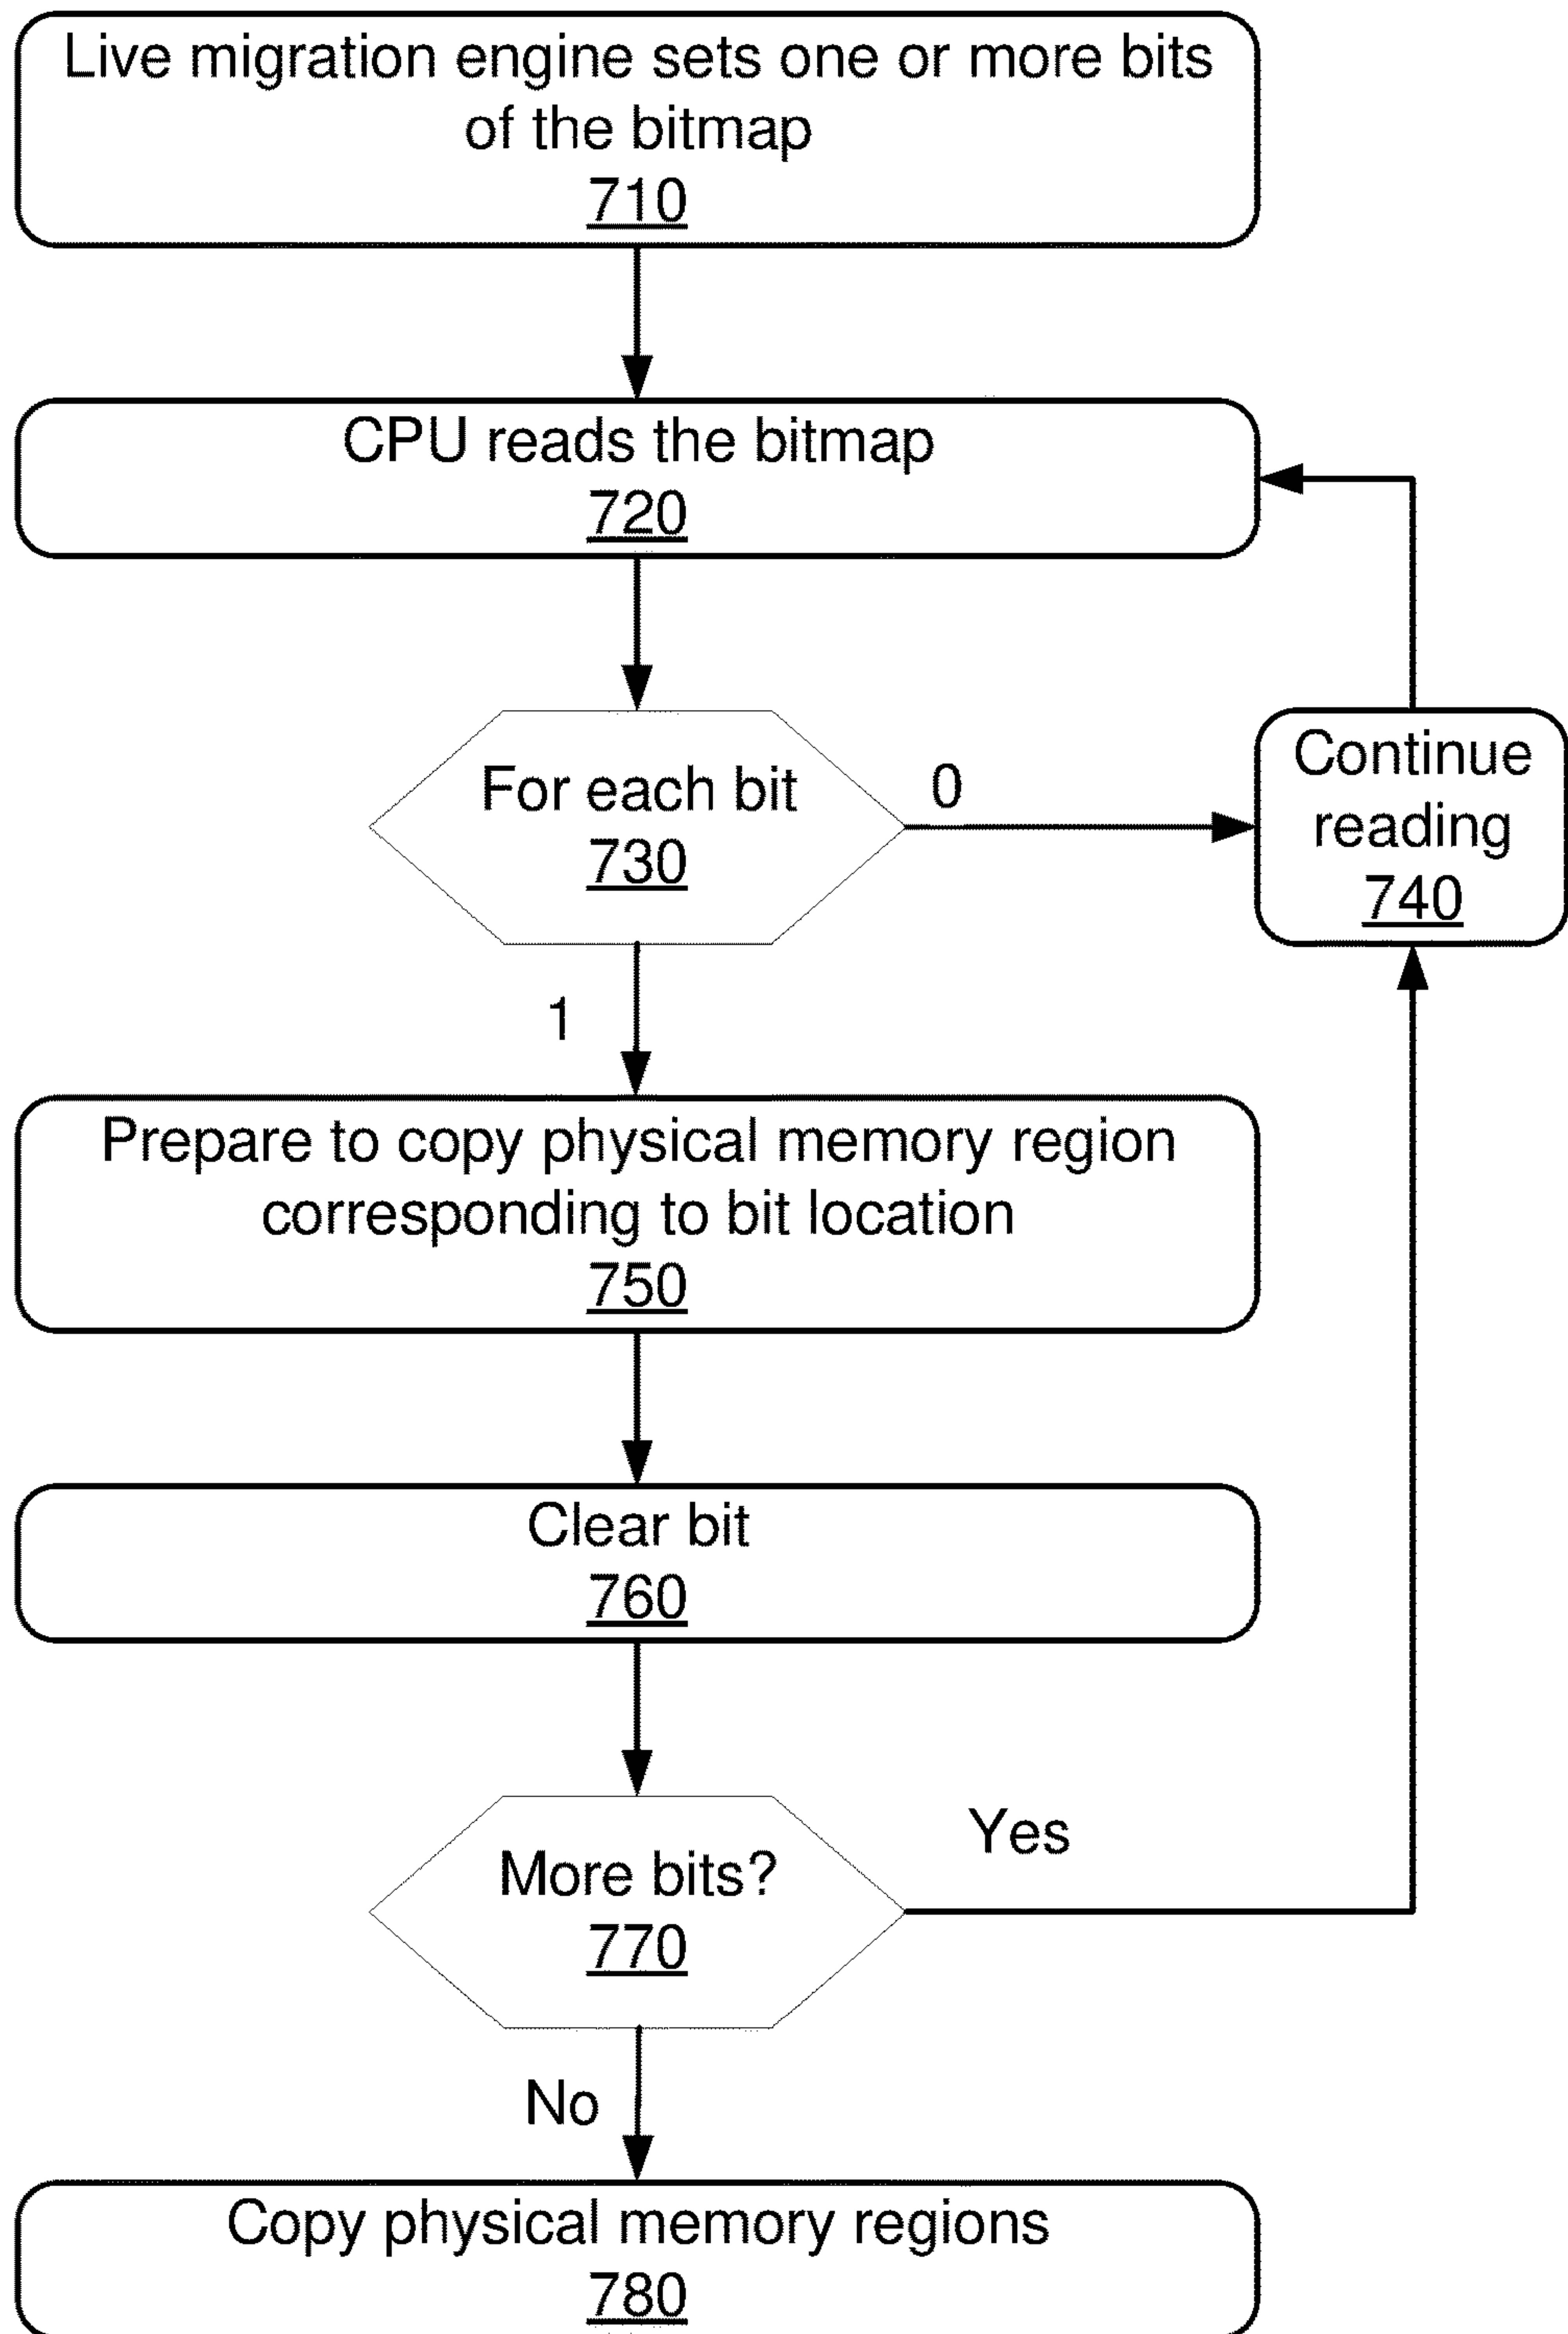 Live migration engine sets one or more bits
of the bitmap
710
CPU reads the bitmap
720
For each bit
730
0
Continue
reading
740
1
Prepare to copy physical memory region
corresponding to bit location
750
Clear bit
760
More bits?
770
Yes
No
Copy physical memory regions
780